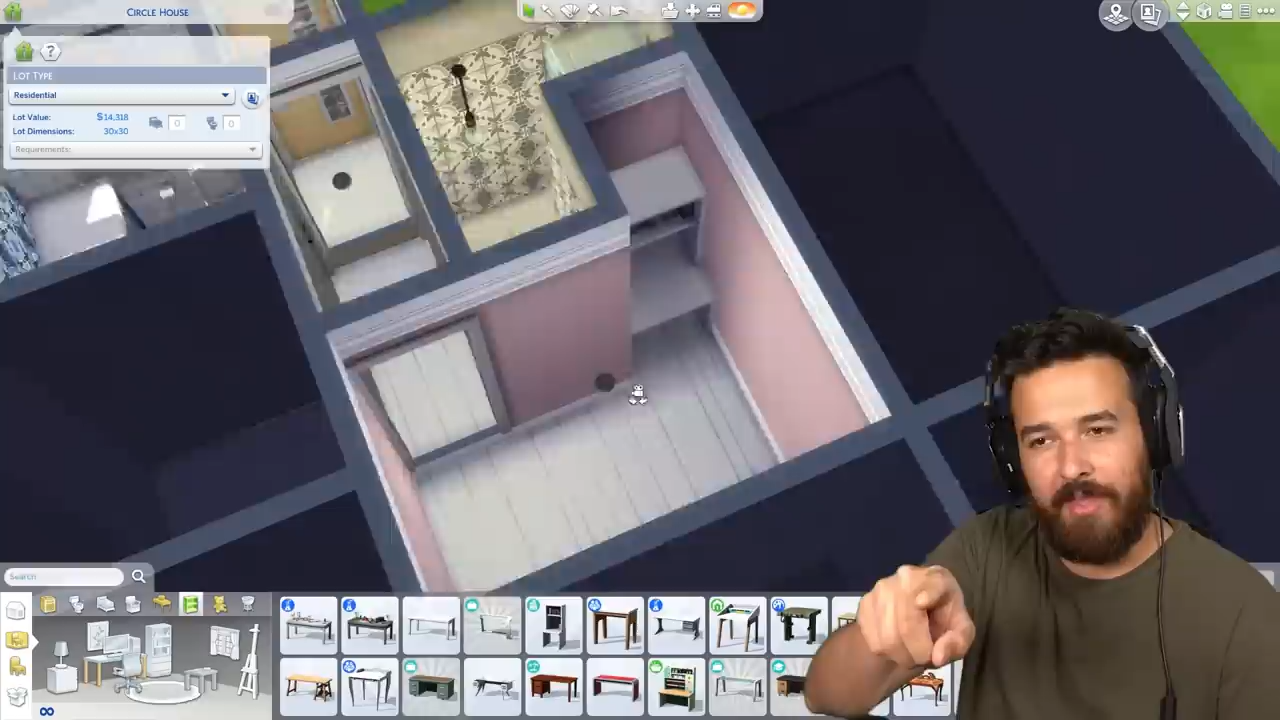 Circle House
?
Lot Type
Residential
Lot Value: $14,318
0
0
Lot Dimensions: 30x30
Requirements:
Search